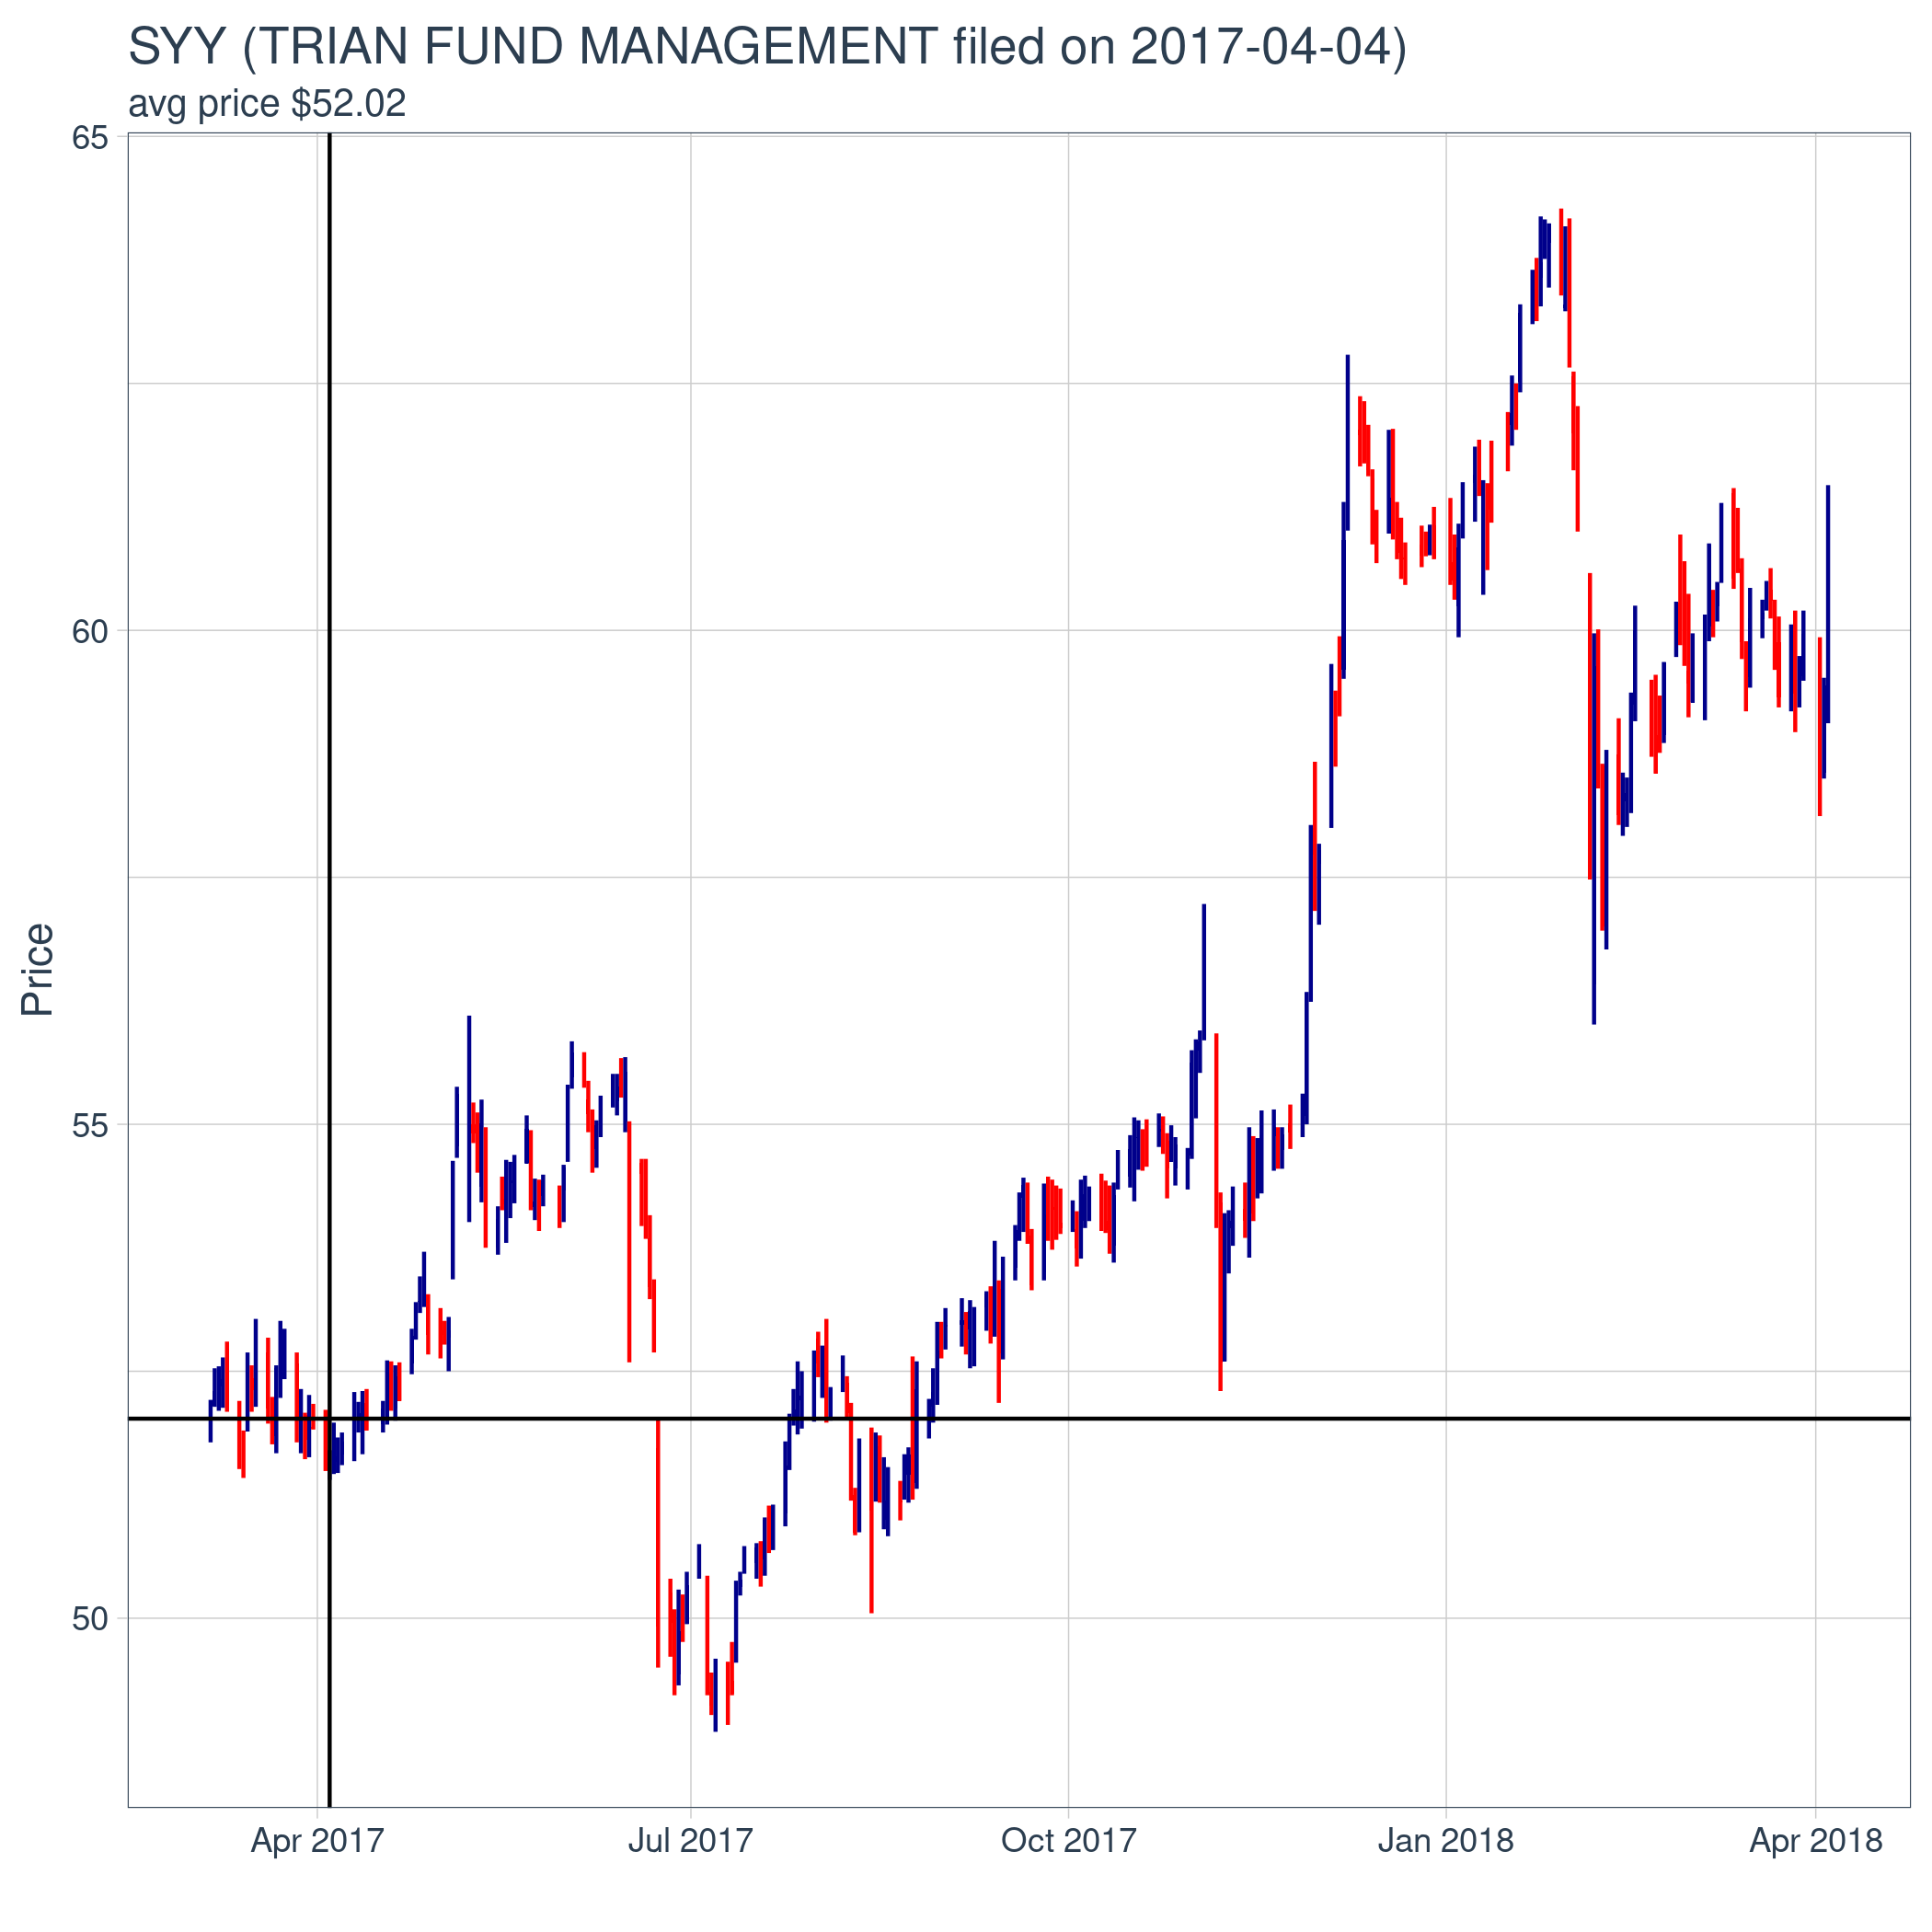 SYY (TRIAN FUND MANAGEMENT filed on 2017-04-04)
avg price $52.02
65
60
55
50
Price
Apr 2017
Jul 2017
Oct 2017
Jan 2018
Apr 2018